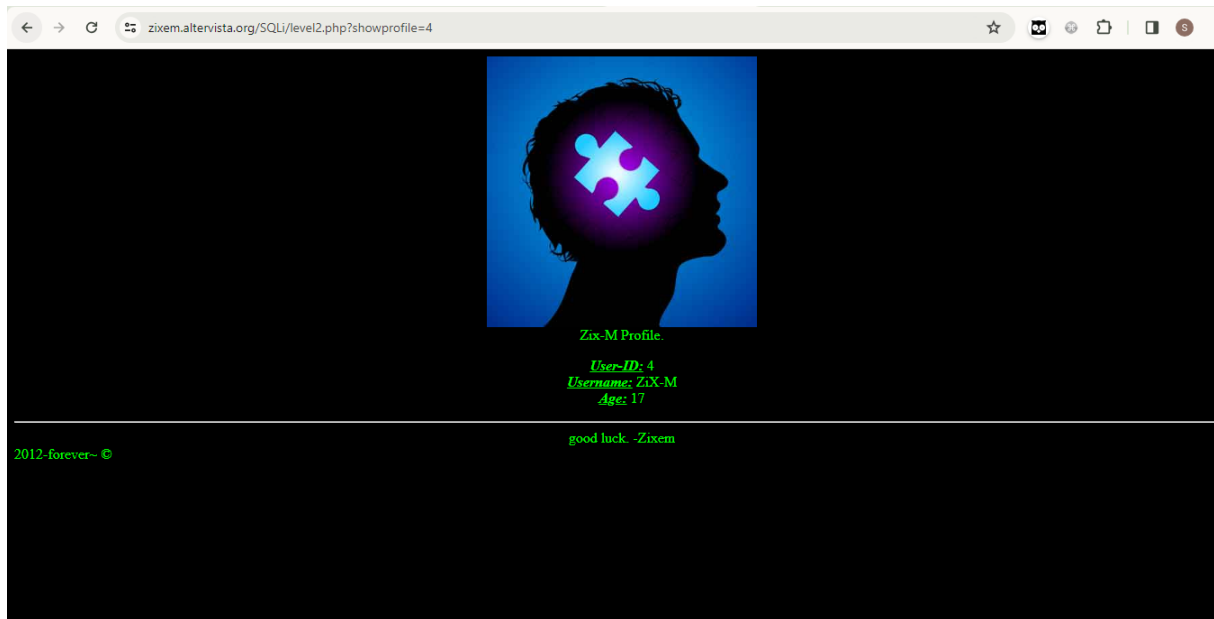 zixem.altervista.org/SQLi/level2.php?showprofile=4
S
Zix-M Profile.
User-ID: 4
Username: ZiX-M
Age: 17
good luck. -Zixem
2012-forever~ ©